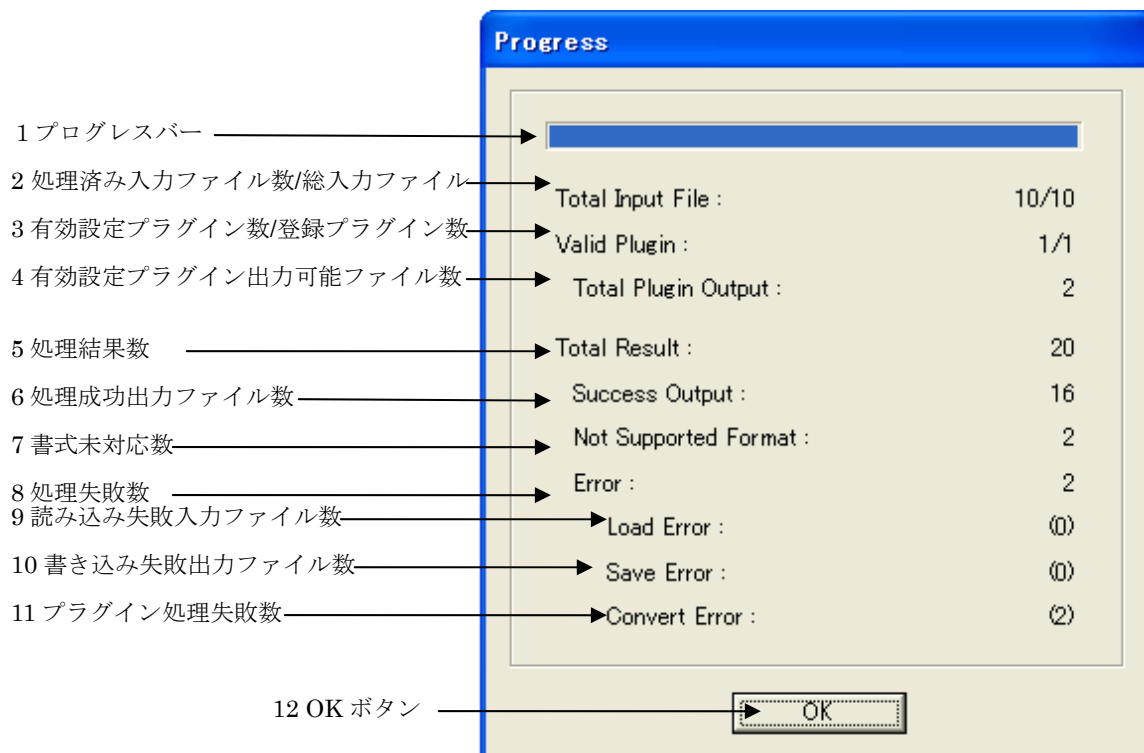 Progress
1 プログレスバー
2 処理済み入力ファイル数/総入力ファイル
Total Input File : 10/10
3 有効設定プラグイン数/登録プラグイン数
Valid Plugin : 1/1
4 有効設定プラグイン出力可能ファイル数
Total Plugin Output : 2
5 処理結果数
Total Result : 20
6 処理成功出力ファイル数
Success Output : 16
7 書式未対応数
Not Supported Format : 2
8 処理失敗数
Error : 2
9 読み込み失敗入力ファイル数
Load Error : (0)
10 書き込み失敗出力ファイル数
Save Error : (0)
11 プラグイン処理失敗数
Convert Error : (2)
12 OK ボタン
OK